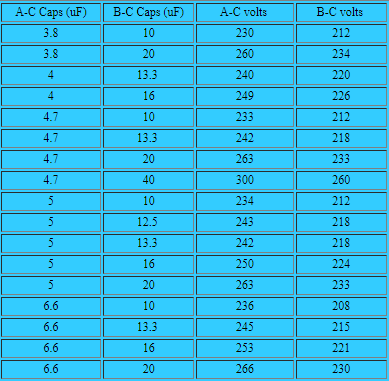 A-C Caps (uF) B-C Caps (uF) A-C volts B-C volts
3.8 10 230 212
3.8 20 260 234
4 13.3 240 220
4 16 249 226
4.7 10 233 212
4.7 13.3 242 218
4.7 20 263 233
4.7 40 300 260
5 10 234 212
5 12.5 243 218
5 13.3 242 218
5 16 250 224
5 20 263 233
6.6 10 236 208
6.6 13.3 245 215
6.6 16 253 221
6.6 20 266 230